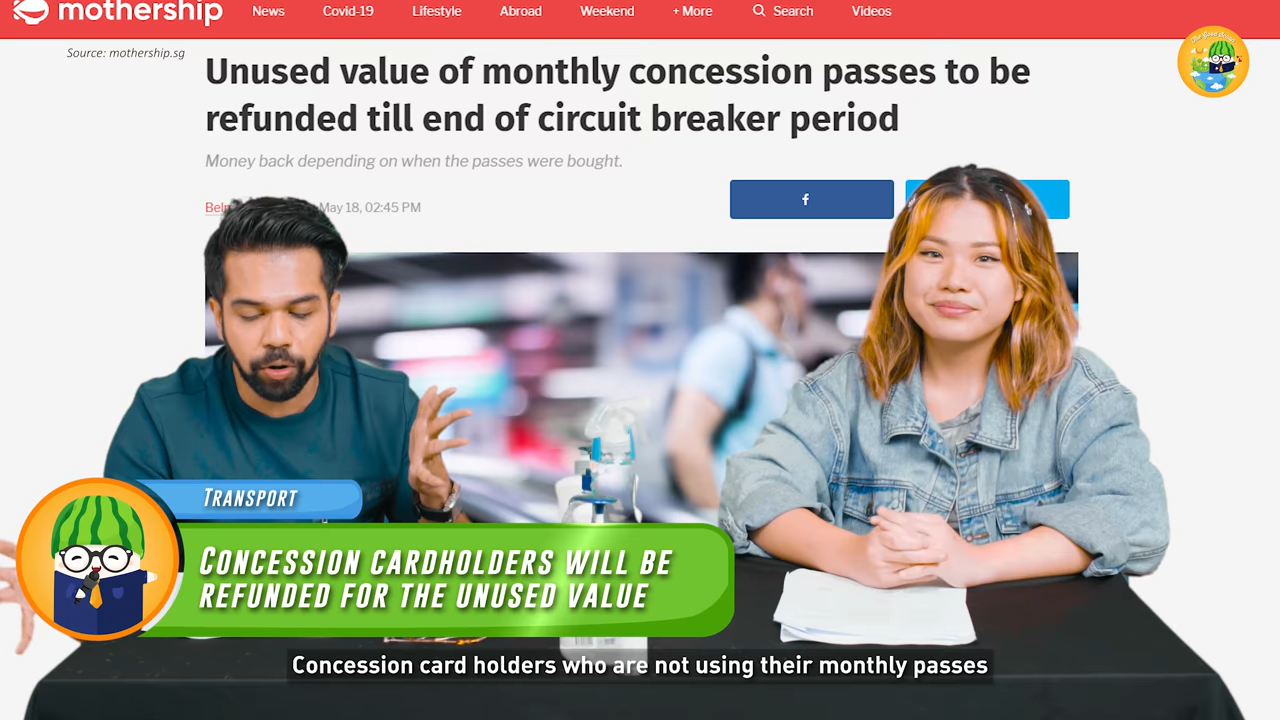 mothership
News Covid-19 Lifestyle Abroad Weekend + More Search Videos
Source: mothership.sg
The Good Seeds
Unused value of monthly concession passes to be
refunded till end of circuit breaker period
Money back depending on when the passes were bought.
May 18, 02:45 PM
f
TRANSPORT
CONCESSION CARDHOLDERS WILL BE
REFUNDED FOR THE UNUSED VALUE
Concession card holders who are not using their monthly passes